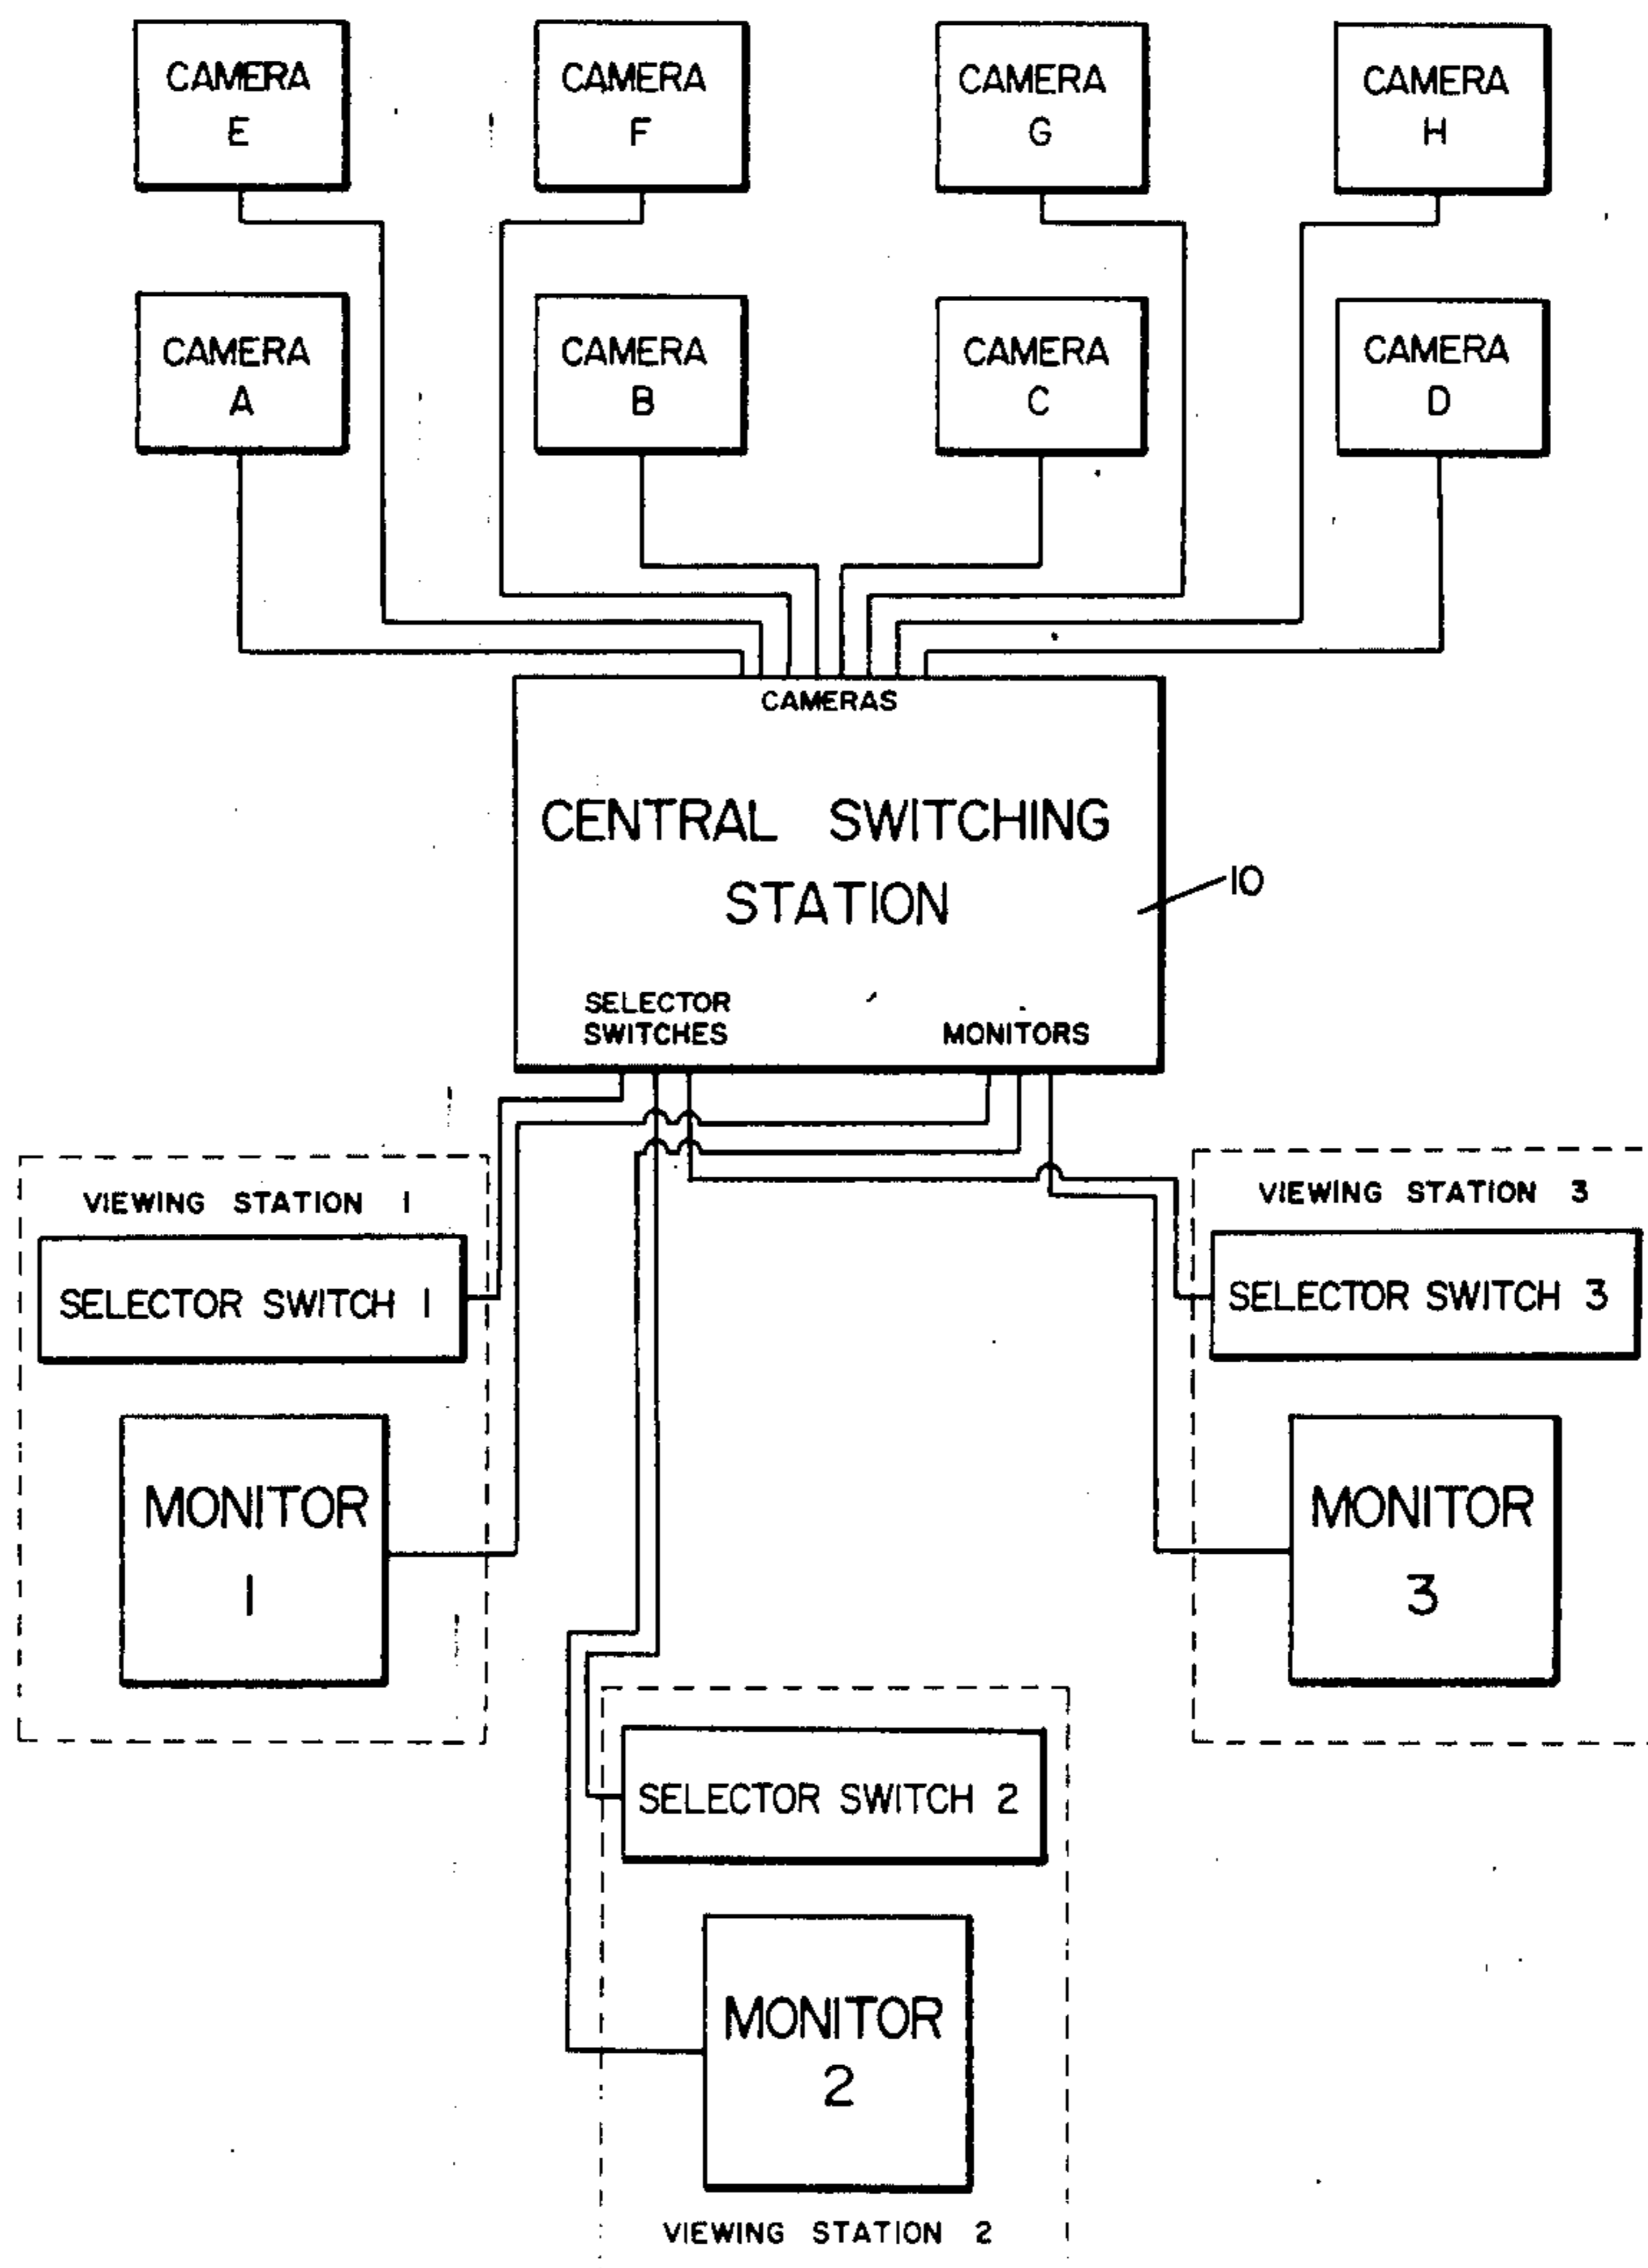 CAMERA
E
CAMERA
F
CAMERA
G
CAMERA
H
CAMERA
A
CAMERA
B
CAMERA
C
CAMERA
D
CAMERAS
CENTRAL SWITCHING
STATION
10
SELECTOR
SWITCHES
MONITORS
VIEWING STATION 1
SELECTOR SWITCH 1
MONITOR
1
VIEWING STATION 3
SELECTOR SWITCH 3
MONITOR
3
SELECTOR SWITCH 2
MONITOR
2
VIEWING STATION 2